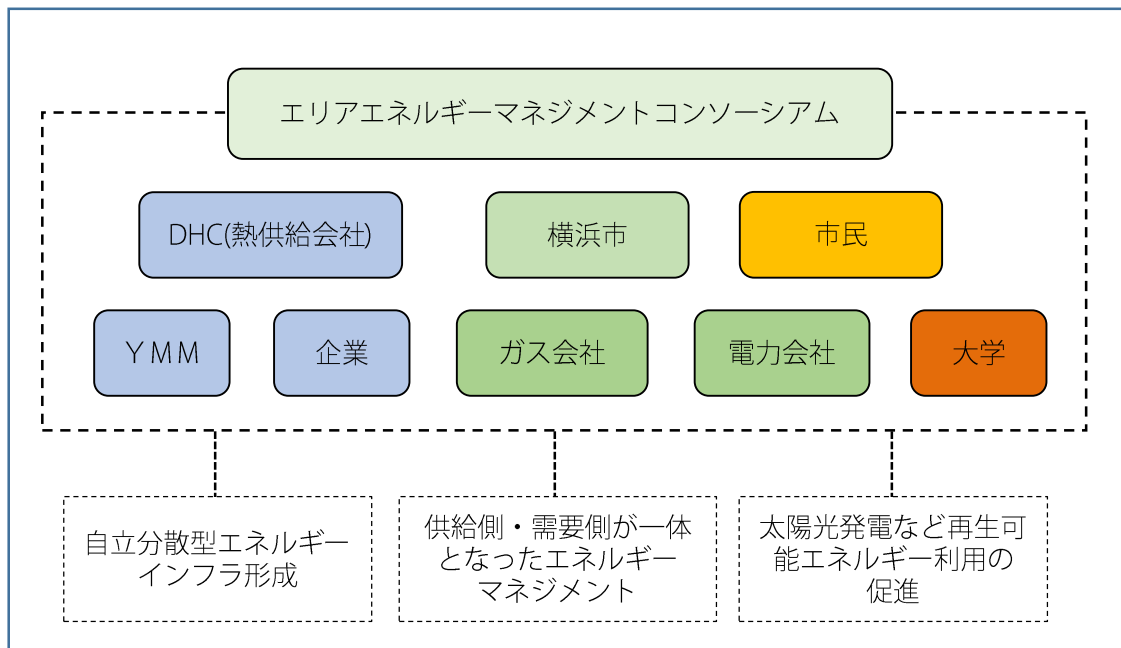 エリアエネルギーマネジメントコンソーシアム
DHC(熱供給会社)
横浜市
市民
ＹＭＭ
企業
ガス会社
電力会社
大学
自立分散型エネルギー
インフラ形成
供給側・需要側が一体
となったエネルギー
マネジメント
太陽光発電など再生可
能エネルギー利用の
促進